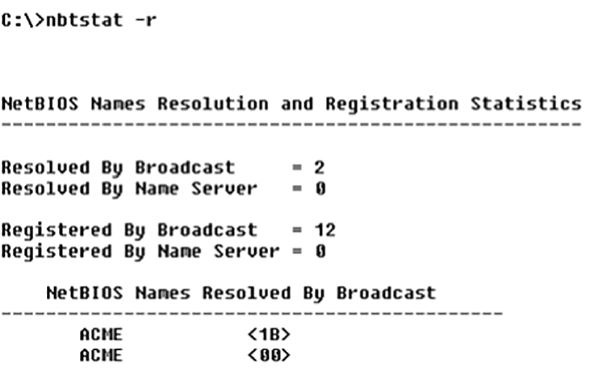 C:\>nbtstat -r
NetBIOS Names Resolution and Registration Statistics
----------------------------------------------------
Resolved By Broadcast     = 2
Resolved By Name Server   = 0
Registered By Broadcast   = 12
Registered By Name Server = 0
NetBIOS Names Resolved By Broadcast
---------------------------------------------
ACME           <1B>
ACME           <00>